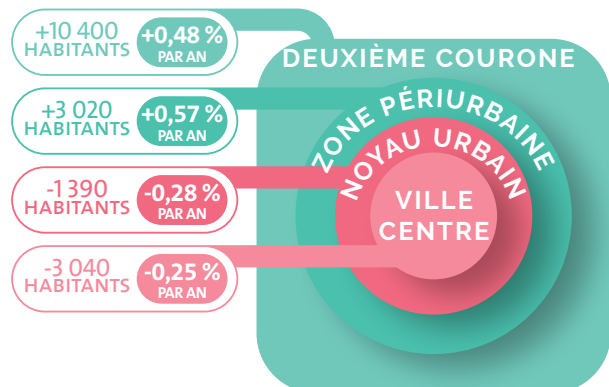 +10 400
HABITANTS
+0,48 %
PAR AN
+3 020
HABITANTS
+0,57 %
PAR AN
-1 390
HABITANTS
-0,28 %
PAR AN
-3 040
HABITANTS
-0,25 %
PAR AN
DEUXIÈME COURONE
ZONE PÉRIURBAINE
NOYAU URBAIN
VILLE
CENTRE